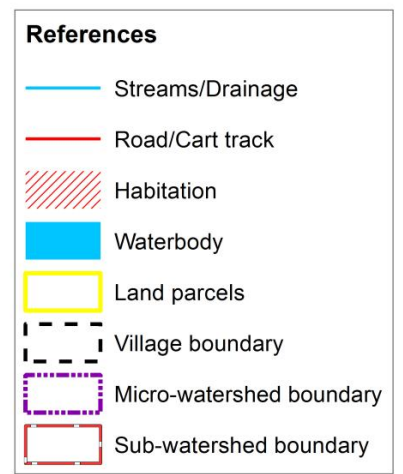 References
Streams/Drainage
Road/Cart track
Habitation
Waterbody
Land parcels
Village boundary
Micro-watershed boundary
Sub-watershed boundary